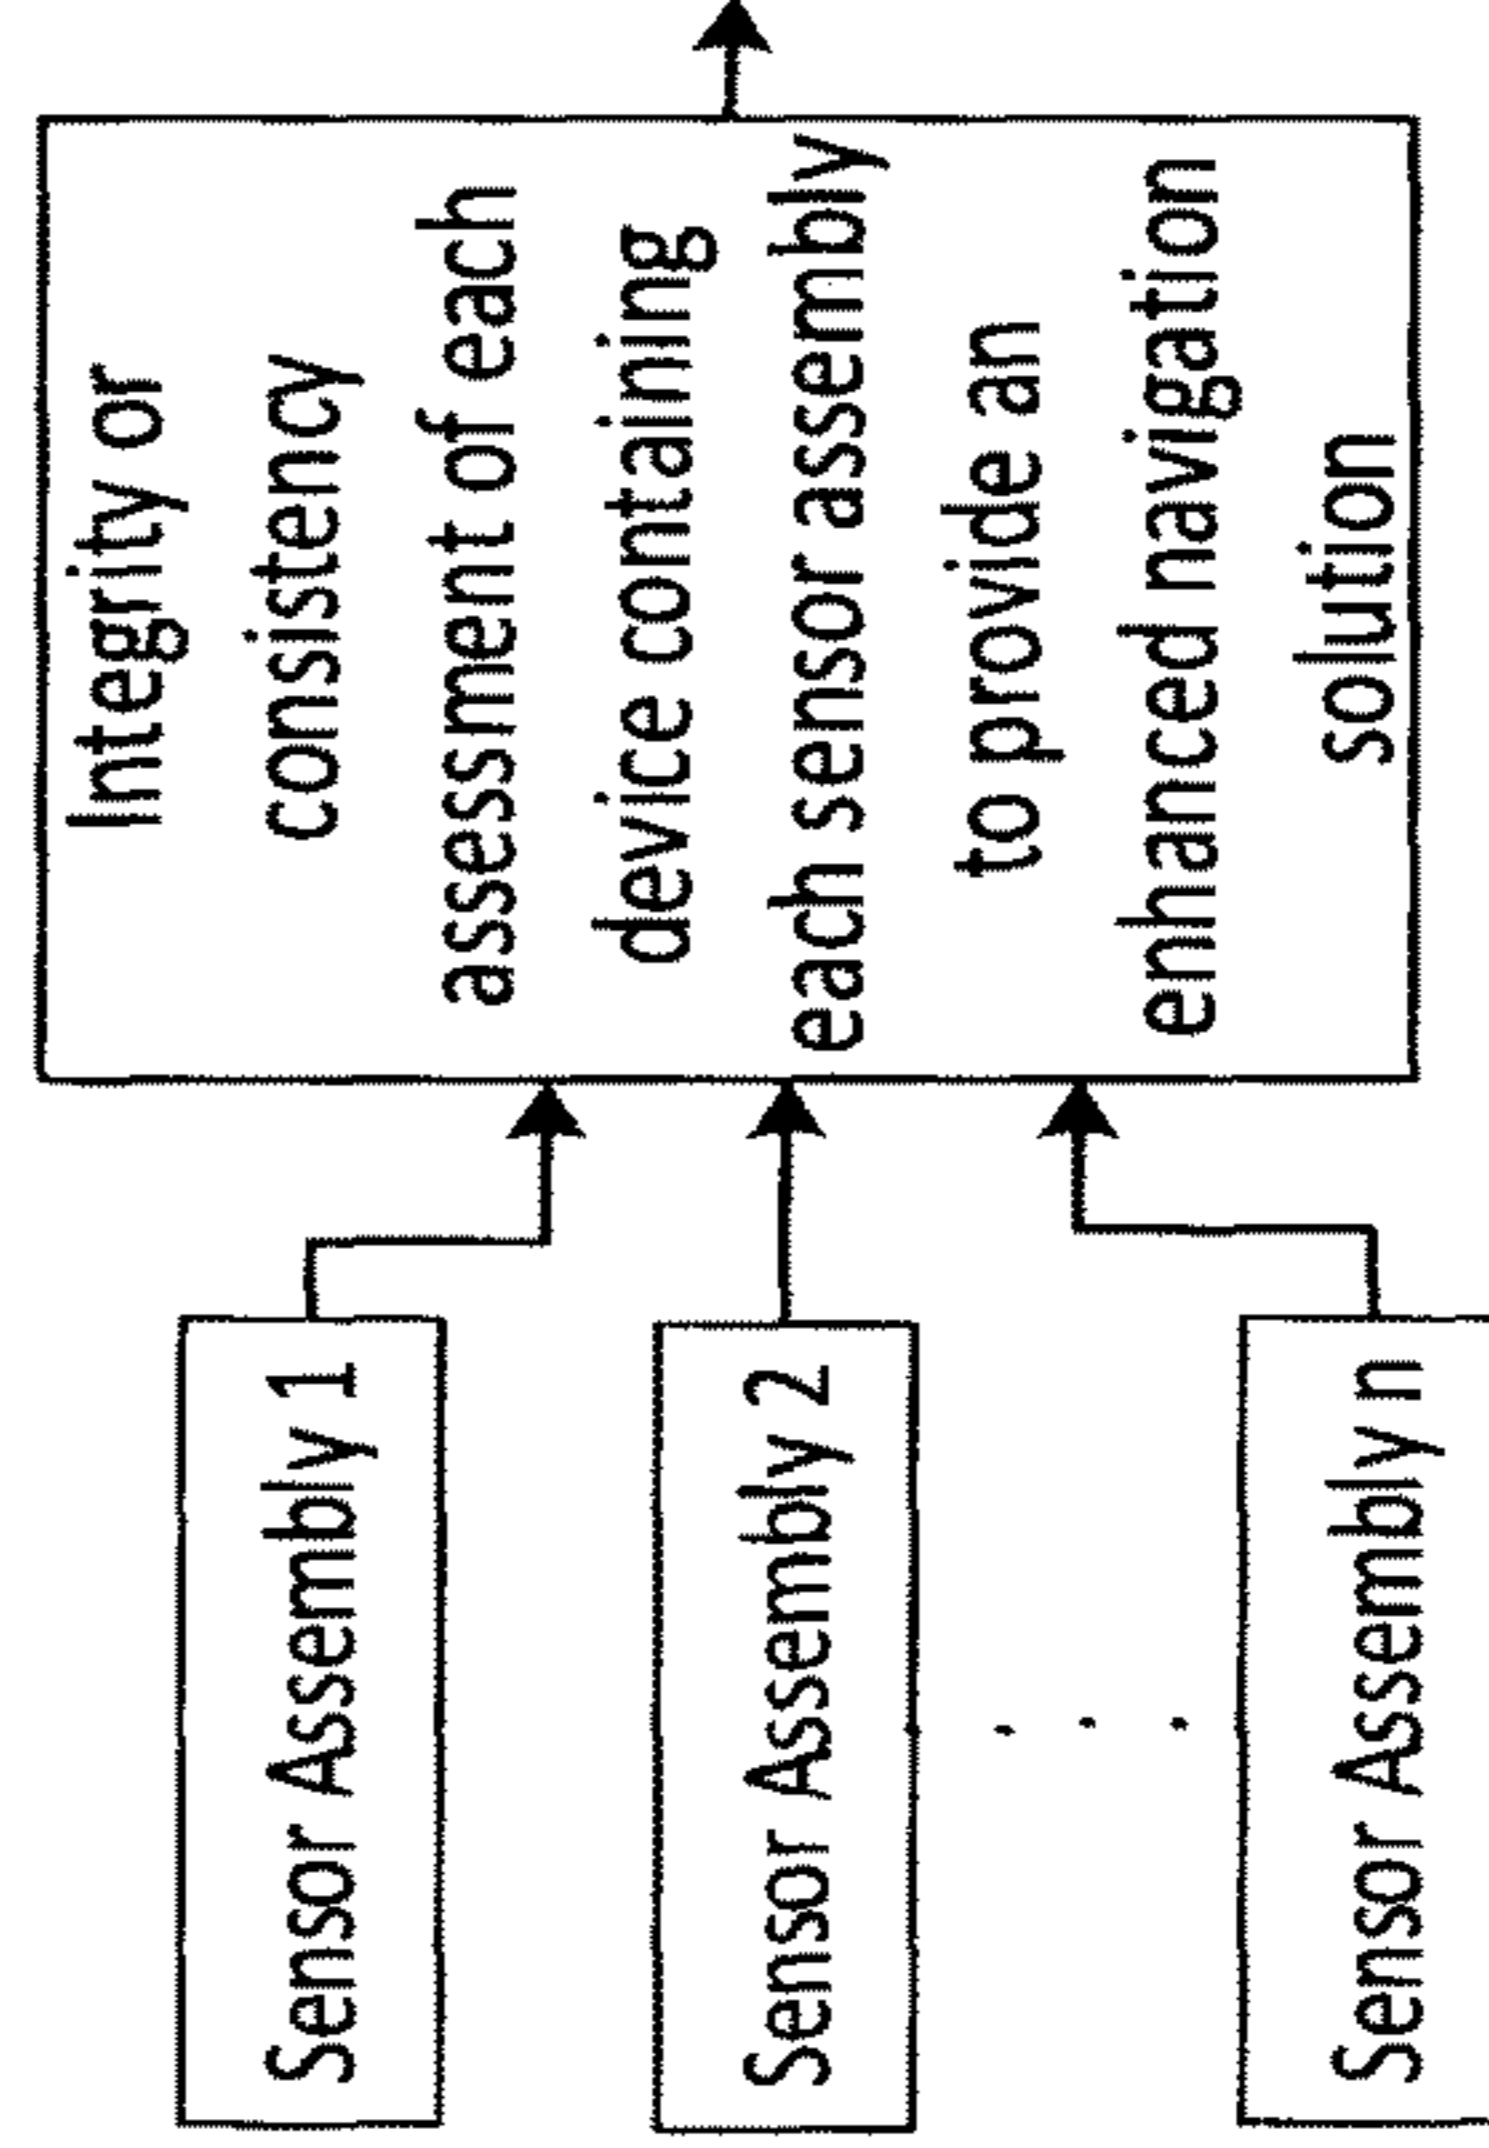 Sensor Assembly 1
Sensor Assembly 2
Sensor Assembly n
Integrity or
consistency
assessment of each
device containing
each sensor assembly
to provide an
enhanced navigation
solution